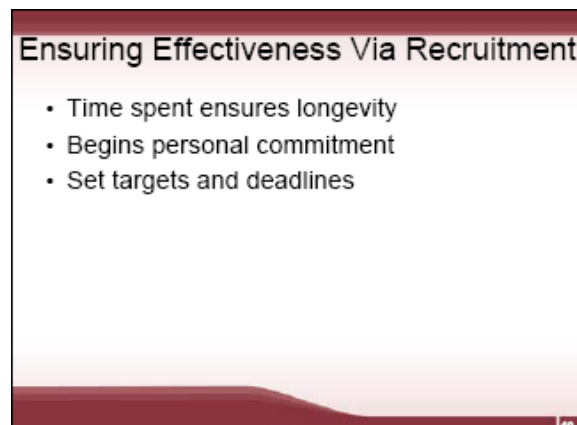 Ensuring Effectiveness Via Recruitment
• Time spent ensures longevity
• Begins personal commitment
• Set targets and deadlines